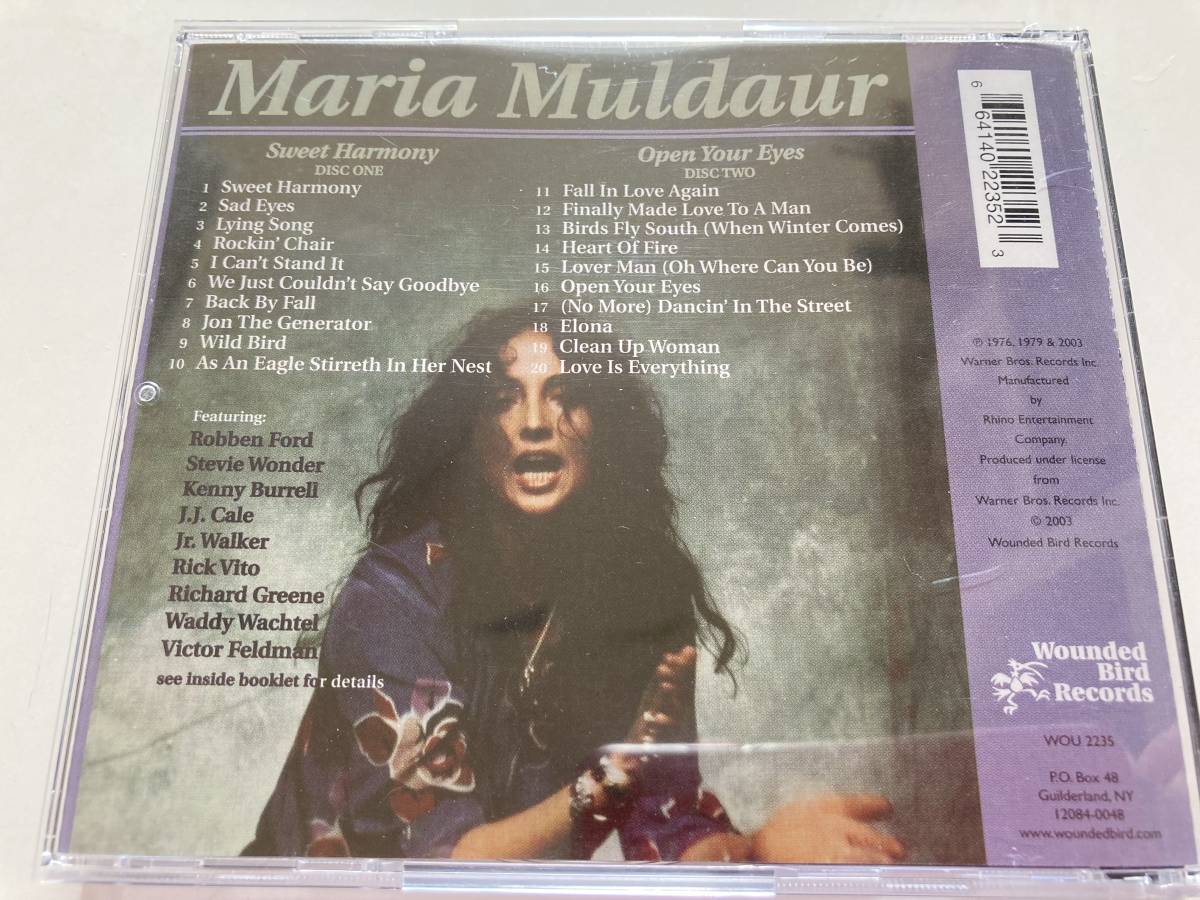 Maria Muldaur
Sweet Harmony
DISC ONE
1 Sweet Harmony
2 Sad Eyes
3 Lying Song
4 Rockin' Chair
5 I Can't Stand It
6 We Just Couldn't Say Goodbye
7 Back By Fall
8 Jon The Generator
9 Wild Bird
10 As An Eagle Stirreth In Her Nest
Open Your Eyes
DISC TWO
11 Fall In Love Again
12 Finally Made Love To A Man
13 Birds Fly South (When Winter Comes)
14 Heart Of Fire
15 Lover Man (Oh Where Can You Be)
16 Open Your Eyes
17 (No More) Dancin' In The Street
18 Elona
19 Clean Up Woman
20 Love Is Everything
Featuring:
Robben Ford
Stevie Wonder
Kenny Burrell
J.J. Cale
Jr. Walker
Rick Vito
Richard Greene
Waddy Wachtel
Victor Feldman
see inside booklet for details
6 64140 22352 3
℗ 1976, 1979 & 2003
Warner Bros. Records Inc.
Manufactured
by
Rhino Entertainment
Company.
Produced under license
from
Warner Bros. Records Inc.
© 2003
Wounded Bird Records
Wounded
Bird
Records
WOU 2235
P.O. Box 48
Guilderland, NY
12084-0048
www.woundedbird.com